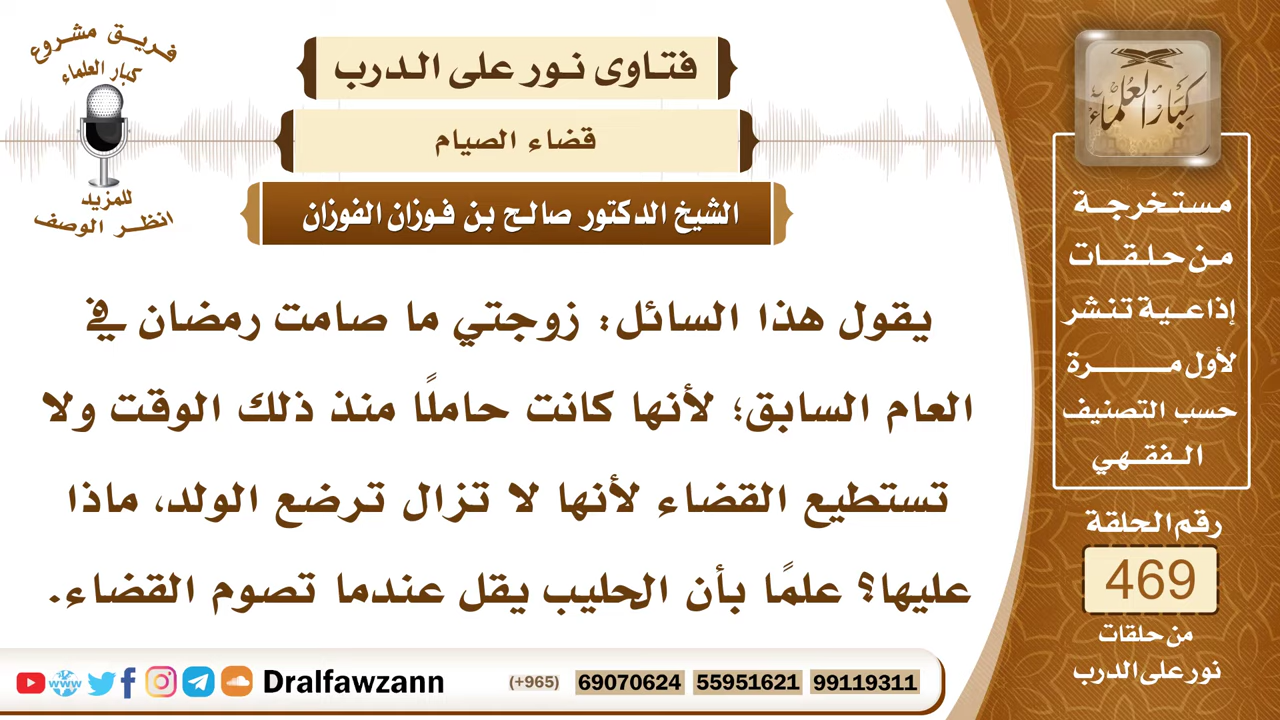 فريق مشروع
كبار العلماء
للمزيد
انظر الوصف
فتاوى نور على الدرب
قضاء الصيام
الشيخ الدكتور صالح بن فوزان الفوزان
يقول هذا السائل: زوجتي ما صامت رمضان في
العام السابق؛ لأنها كانت حاملًا منذ ذلك الوقت ولا
تستطيع القضاء لأنها لا تزال ترضع الولد، ماذا
عليها؟ علمًا بأن الحليب يقل عندما تصوم القضاء.
كبار العلماء
مستخرجة
من حلقات
إذاعية تنشر
لأول مرة
حسب التصنيف
الفقهي
رقم الحلقة
469
من حلقات
نور على الدرب
www Dralfawzann (+965) 69070624 55951621 99119311